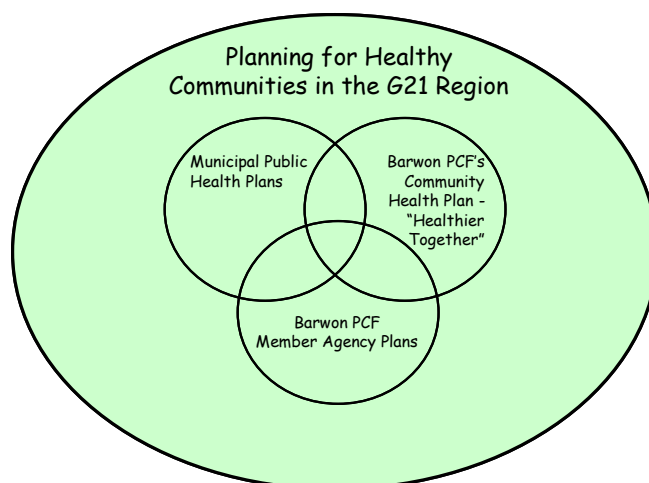 Planning for Healthy
Communities in the G21 Region
Municipal Public
Health Plans
Barwon PCF's
Community
Health Plan -
“Healthier
Together”
Barwon PCF
Member Agency Plans